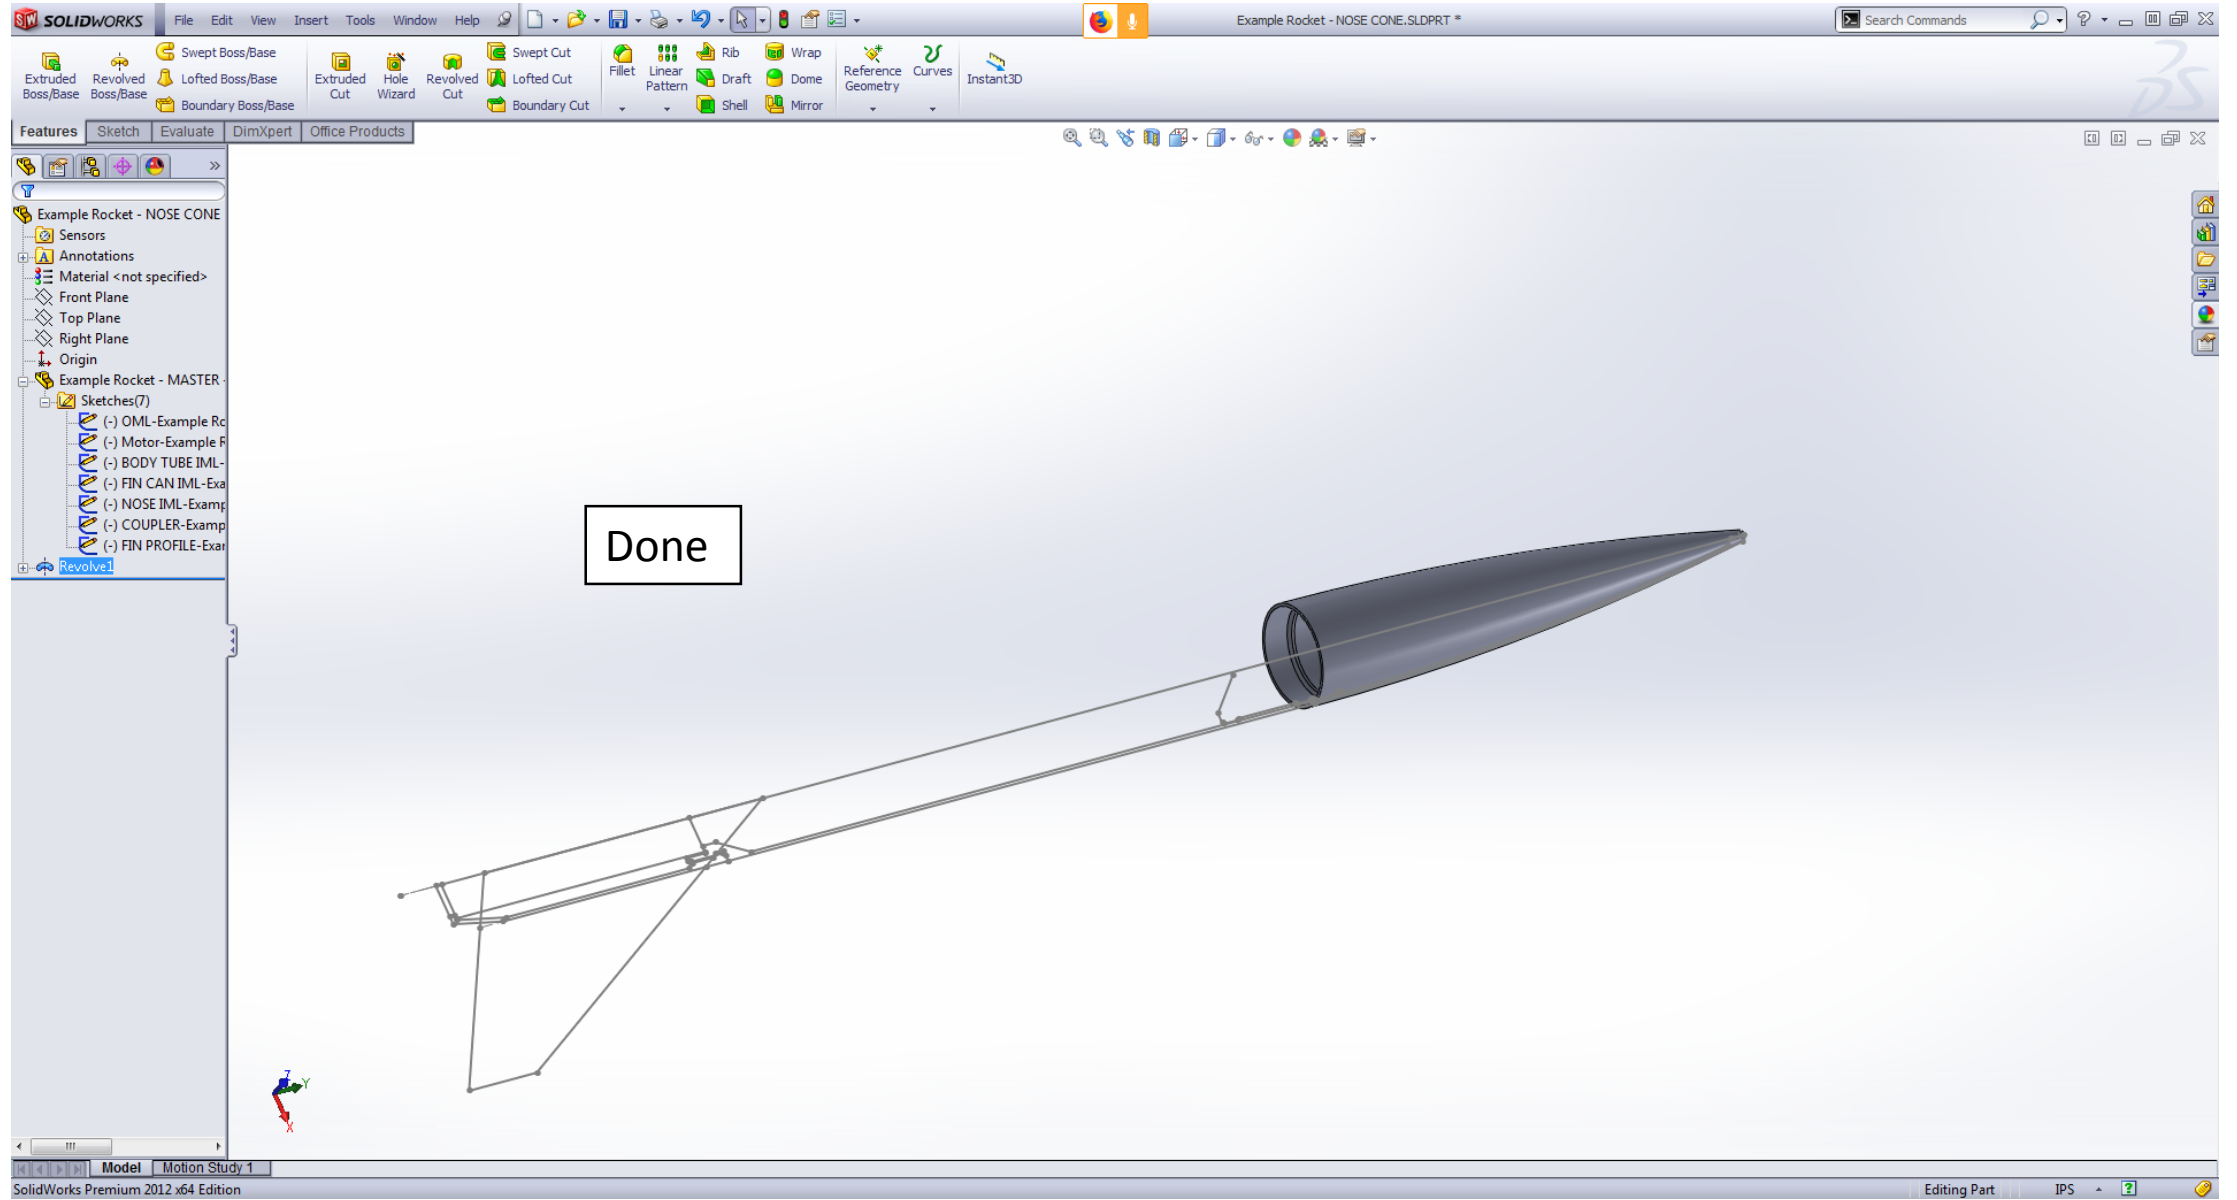 SOLIDWORKS File Edit View Insert Tools Window Help Example Rocket - NOSE CONE.SLDPRT * Search Commands
Extruded Boss/Base
Revolved Boss/Base
Swept Boss/Base
Lofted Boss/Base
Boundary Boss/Base
Extruded Cut
Hole Wizard
Revolved Cut
Swept Cut
Lofted Cut
Boundary Cut
Fillet
Linear Pattern
Rib
Draft
Shell
Wrap
Dome
Mirror
Reference Geometry
Curves
Instant3D
Features Sketch Evaluate DimXpert Office Products
Example Rocket - NOSE CONE
Sensors
Annotations
Material <not specified>
Front Plane
Top Plane
Right Plane
Origin
Example Rocket - MASTER -
Sketches(7)
(-) OML-Example Ro
(-) Motor-Example R
(-) BODY TUBE IML-
(-) FIN CAN IML-Exa
(-) NOSE IML-Examp
(-) COUPLER-Examp
(-) FIN PROFILE-Exar
Revolve1
Done
Z
Y
X
Model Motion Study 1
SolidWorks Premium 2012 x64 Edition Editing Part IPS